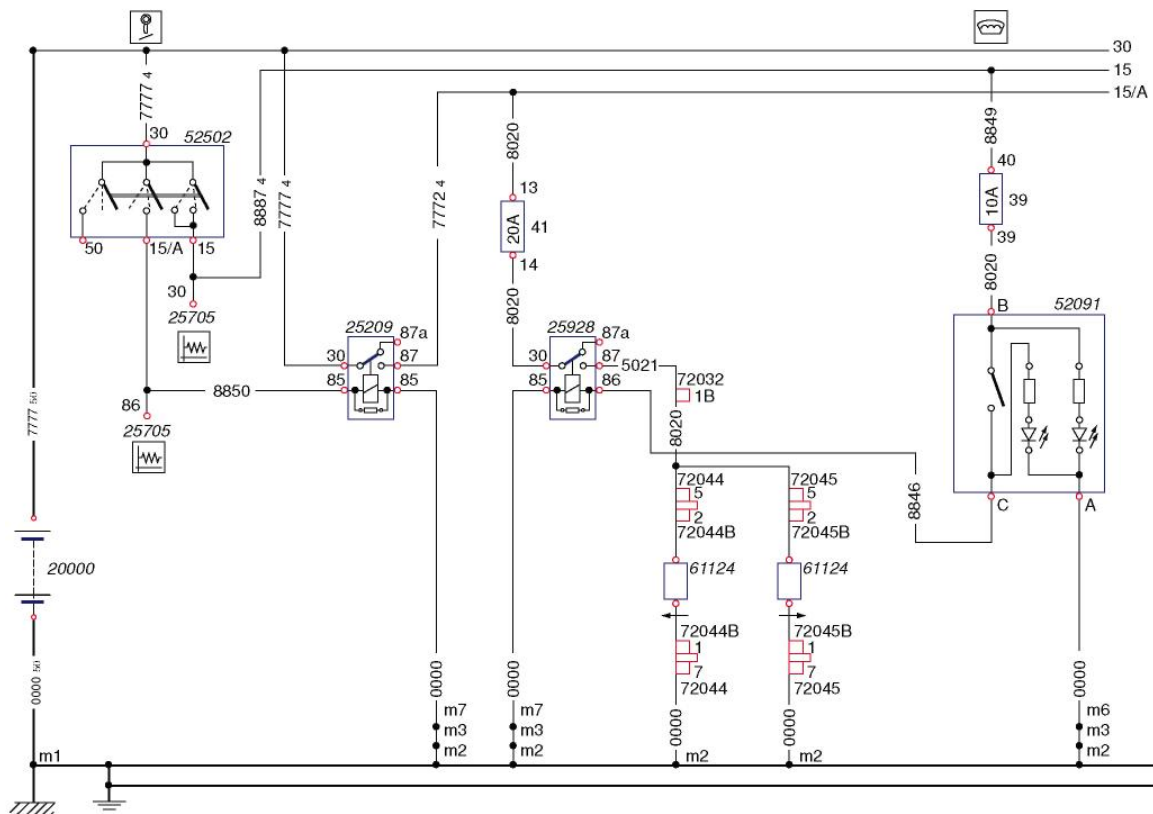 30
15
15/A
7777 4
30
52502
50
15/A
15
30
25705
8887 4
7777 4
7772 4
8020
13
20A
41
14
8020
8849
40
10A
39
39
8020
B
52091
C
A
86
25705
8850
25209
87a
30
87
85
85
25928
87a
30
87
85
86
5021
72032
1B
8020
8846
72044
5
2
72044B
61124
72044B
1
7
72044
72045
5
2
72045B
61124
72045B
1
7
72045
7777 50
20000
0000 50
m1
0000
m7
m3
m2
0000
m7
m3
m2
0000
m2
0000
m2
0000
m6
m3
m2